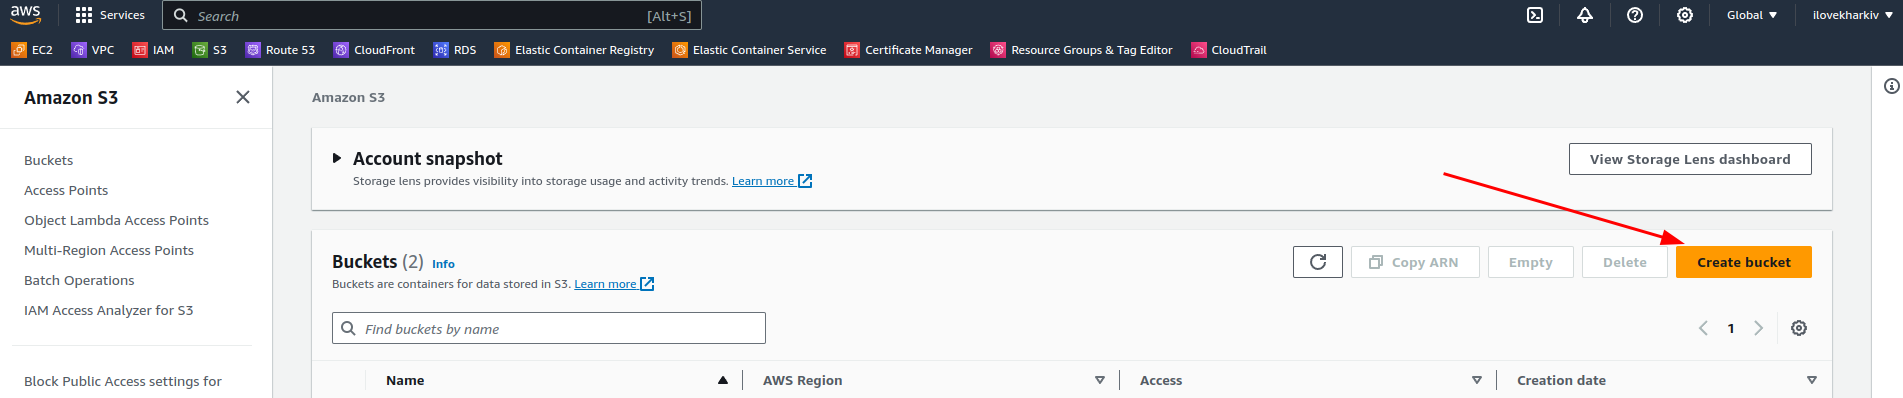 aws Services Search [Alt+S] Global ilovekharkiv
EC2 VPC IAM S3 Route 53 CloudFront RDS Elastic Container Registry Elastic Container Service Certificate Manager Resource Groups & Tag Editor CloudTrail
Amazon S3
Buckets
Access Points
Object Lambda Access Points
Multi-Region Access Points
Batch Operations
IAM Access Analyzer for S3
Block Public Access settings for
Amazon S3
Account snapshot
Storage lens provides visibility into storage usage and activity trends. Learn more
View Storage Lens dashboard
Buckets (2) Info
Buckets are containers for data stored in S3. Learn more
Copy ARN Empty Delete Create bucket
Find buckets by name
1
Name AWS Region Access Creation date